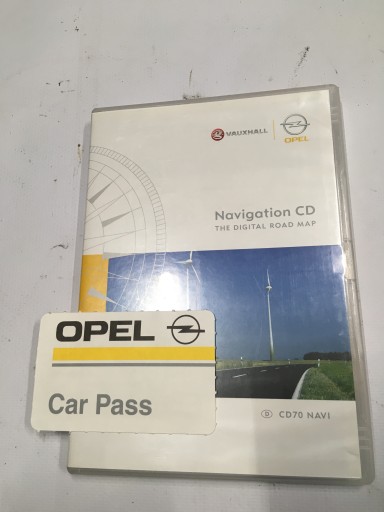 VAUXHALL
OPEL
Navigation CD
THE DIGITAL ROAD MAP
OPEL
Car Pass
D CD70 NAVI